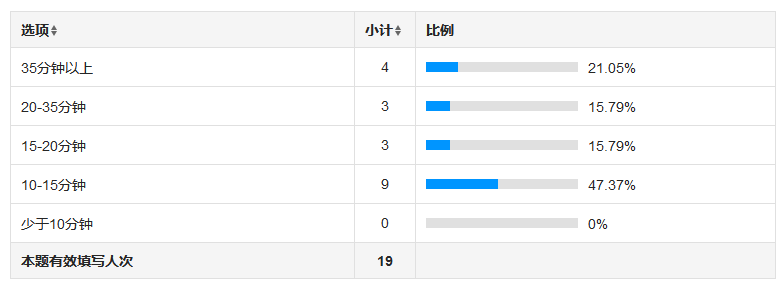 选项 小计 比例
35分钟以上 4 21.05%
20-35分钟 3 15.79%
15-20分钟 3 15.79%
10-15分钟 9 47.37%
少于10分钟 0 0%
本题有效填写人次 19